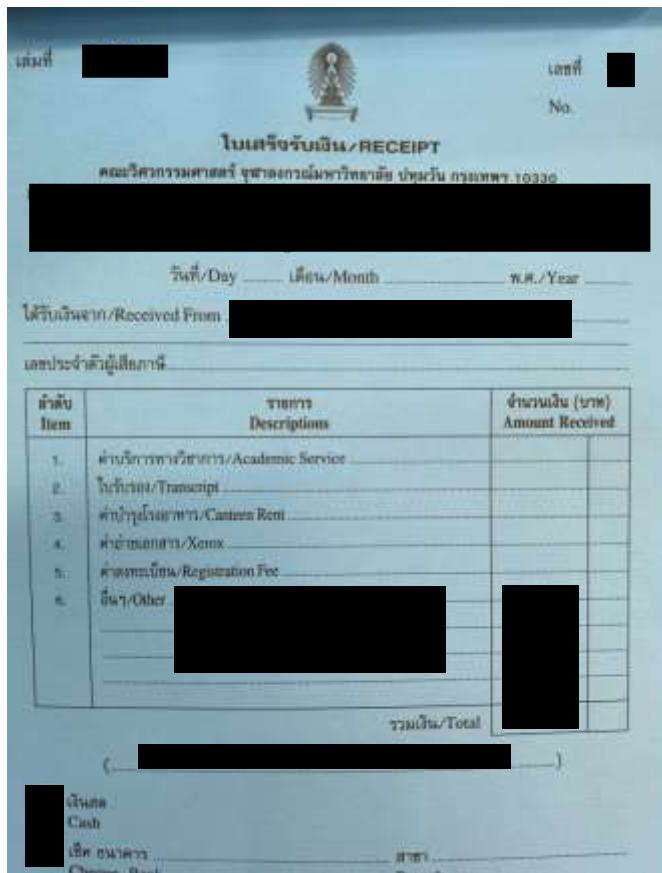 เล่มที่ เลขที่
No.
ใบเสร็จรับเงิน/RECEIPT
คณะวิศวกรรมศาสตร์ จุฬาลงกรณ์มหาวิทยาลัย ปทุมวัน กรุงเทพฯ 10330
วันที่/Day เดือน/Month พ.ศ./Year
ได้รับเงินจาก/Received From
เลขประจำตัวผู้เสียภาษี
ลำดับ รายการ จำนวนเงิน (บาท)
Item Descriptions Amount Received
1. ค่าบริการทางวิชาการ/Academic Service
2. ใบรับรอง/Transcript
3. ค่าบำรุงโรงอาหาร/Canteen Rent
4. ค่าถ่ายเอกสาร/Xerox
5. ค่าลงทะเบียน/Registration Fee
6. อื่นๆ/Other
รวมเงิน/Total
( )
เงินสด
Cash
เช็ค ธนาคาร สาขา